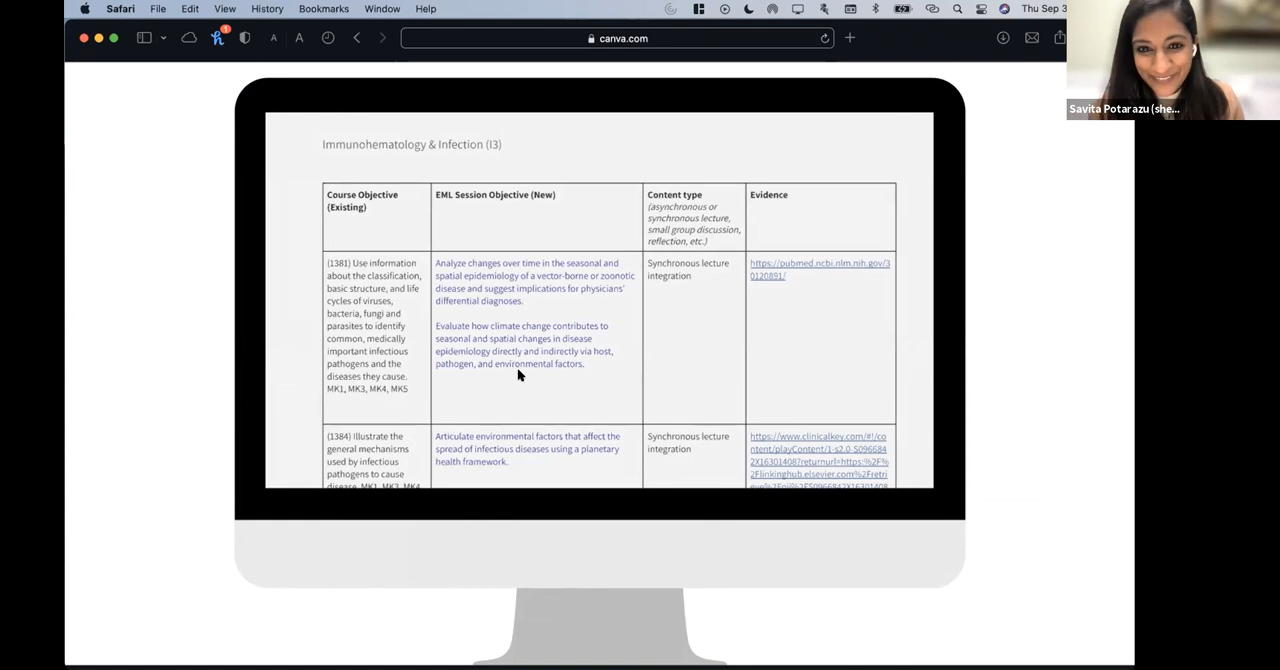 Safari File Edit View History Bookmarks Window Help Thu Sep 3
1
A A canva.com
Savita Potarazu (she...
Immunohematology & Infection (I3)
Course Objective
(Existing)
EML Session Objective (New)
Content type
(asynchronous or
synchronous lecture,
small group discussion,
reflection, etc.)
Evidence
(1381) Use information
about the classification,
basic structure, and life
cycles of viruses,
bacteria, fungi and
parasites to identify
common, medically
important infectious
pathogens and the
diseases they cause.
MK1, MK3, MK4, MK5
Analyze changes over time in the seasonal and
spatial epidemiology of a vector-borne or zoonotic
disease and suggest implications for physicians'
differential diagnoses.
Evaluate how climate change contributes to
seasonal and spatial changes in disease
epidemiology directly and indirectly via host,
pathogen, and environmental factors.
Synchronous lecture
integration
https://pubmed.ncbi.nlm.nih.gov/3
0120891/
(1384) Illustrate the
general mechanisms
used by infectious
pathogens to cause
disease. MK1, MK3, MK4
Articulate environmental factors that affect the
spread of infectious diseases using a planetary
health framework.
Synchronous lecture
integration
https://www.clinicalkey.com/#!/co
ntent/playContent/1-s2.0-S096684
2X16301408?returnurl=https:%2F%
2Flinkinghub.elsevier.com%2Fretri